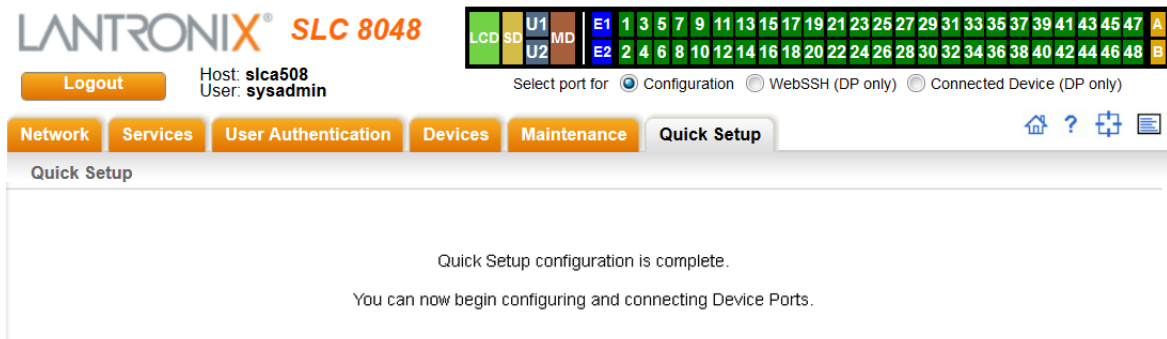 LANTRONIX® SLC 8048
LCD SD U1 MD E1 1 3 5 7 9 11 13 15 17 19 21 23 25 27 29 31 33 35 37 39 41 43 45 47 A
U2 E2 2 4 6 8 10 12 14 16 18 20 22 24 26 28 30 32 34 36 38 40 42 44 46 48 B
Logout
Host: slca508
User: sysadmin
Select port for Configuration WebSSH (DP only) Connected Device (DP only)
Network Services User Authentication Devices Maintenance Quick Setup ?
Quick Setup
Quick Setup configuration is complete.
You can now begin configuring and connecting Device Ports.